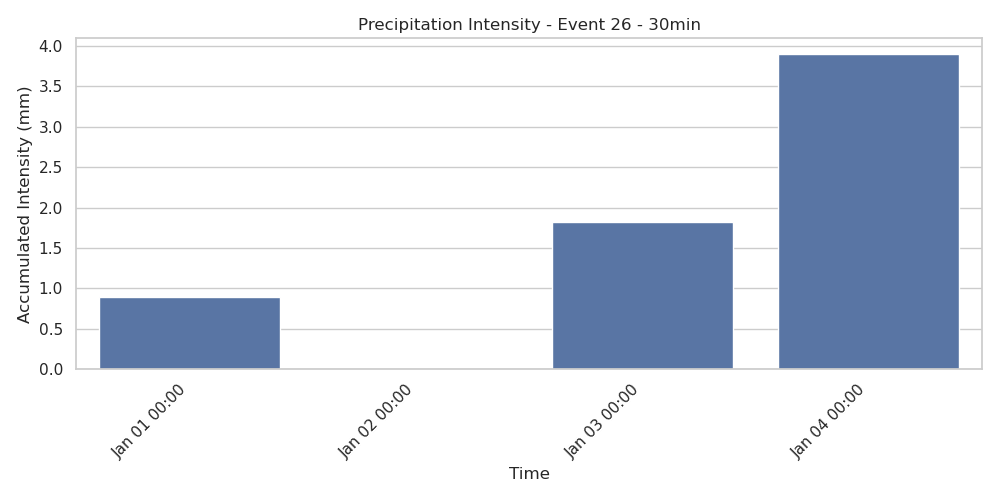 Precipitation Intensity - Event 26 - 30min
Accumulated Intensity (mm)
4.0
3.5
3.0
2.5
2.0
1.5
1.0
0.5
0.0
Jan 01 00:00
Jan 02 00:00
Jan 03 00:00
Jan 04 00:00
Time